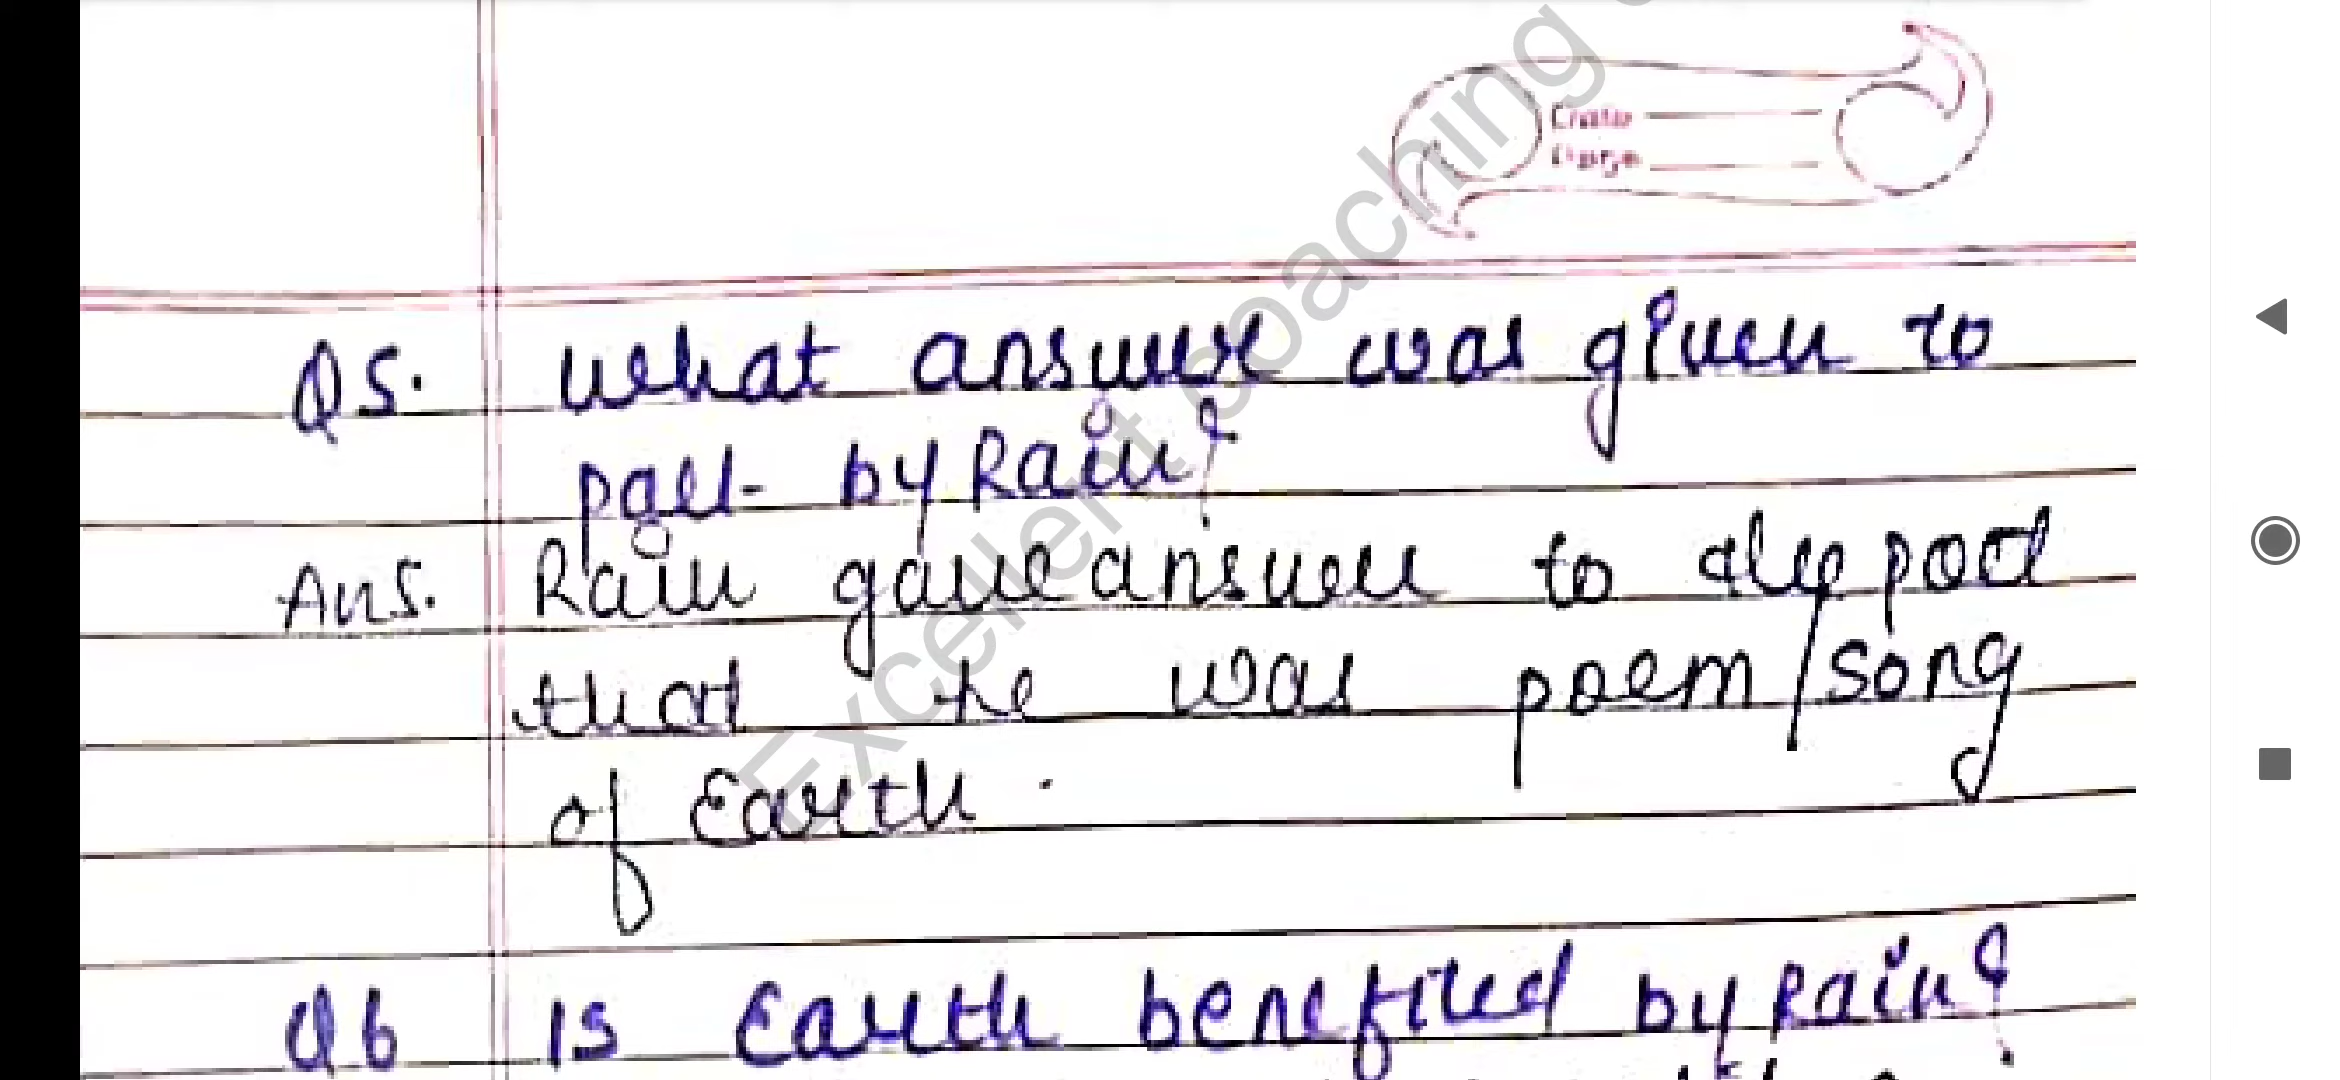 Date
Page
Q5. What answer was given to
poet by Rain?
Ans. Rain gave answer to the poet
that he was poem/song
of Earth.
Q6 Is Earth benefited by Rain?
Excellent coaching